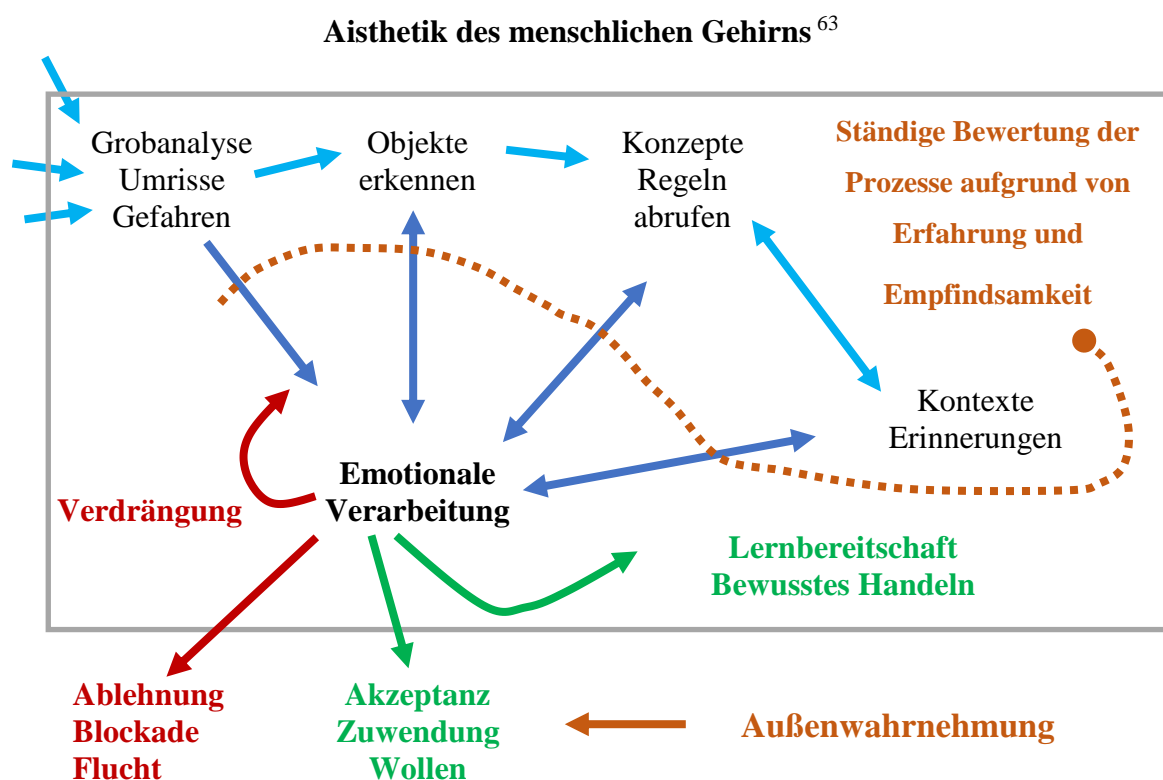 Aisthetik des menschlichen Gehirns 63
Grobanalyse
Umrisse
Gefahren
Objekte
erkennen
Konzepte
Regeln
abrufen
Ständige Bewertung der
Prozesse aufgrund von
Erfahrung und
Empfindsamkeit
Kontexte
Erinnerungen
Emotionale
Verarbeitung
Verdrängung
Lernbereitschaft
Bewusstes Handeln
Ablehnung
Blockade
Flucht
Akzeptanz
Zuwendung
Wollen
Außenwahrnehmung